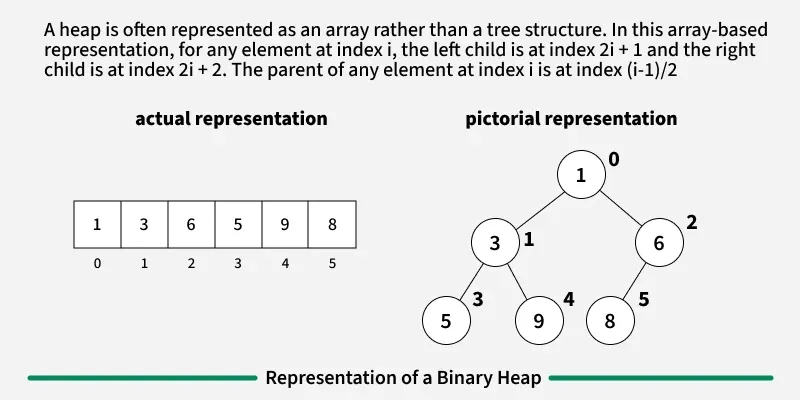 A heap is often represented as an array rather than a tree structure. In this array-based
representation, for any element at index i, the left child is at index 2i + 1 and the right
child is at index 2i + 2. The parent of any element at index i is at index (i-1)/2
actual representation
1 3 6 5 9 8
0 1 2 3 4 5
pictorial representation
1 0
3 1
6 2
5 3
9 4
8 5
Representation of a Binary Heap